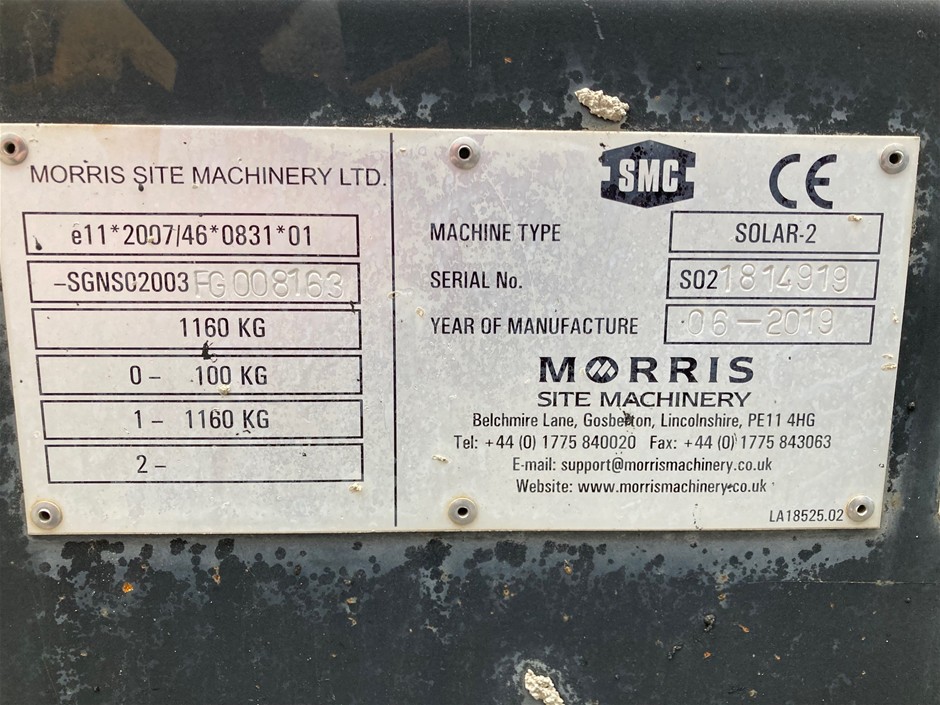 MORRIS SITE MACHINERY LTD.
e11*2007/46*0831*01
–SGNS02003FG008163
1160 KG
0 – 100 KG
1 – 1160 KG
2 –
SMC CE
MACHINE TYPE SOLAR-2
SERIAL No. S021814919
YEAR OF MANUFACTURE 06-2019
MORRIS
SITE MACHINERY
Belchmire Lane, Gosberton, Lincolnshire, PE11 4HG
Tel: +44 (0) 1775 840020 Fax: +44 (0) 1775 843063
E-mail: support@morrismachinery.co.uk
Website: www.morrismachinery.co.uk
LA18525.02